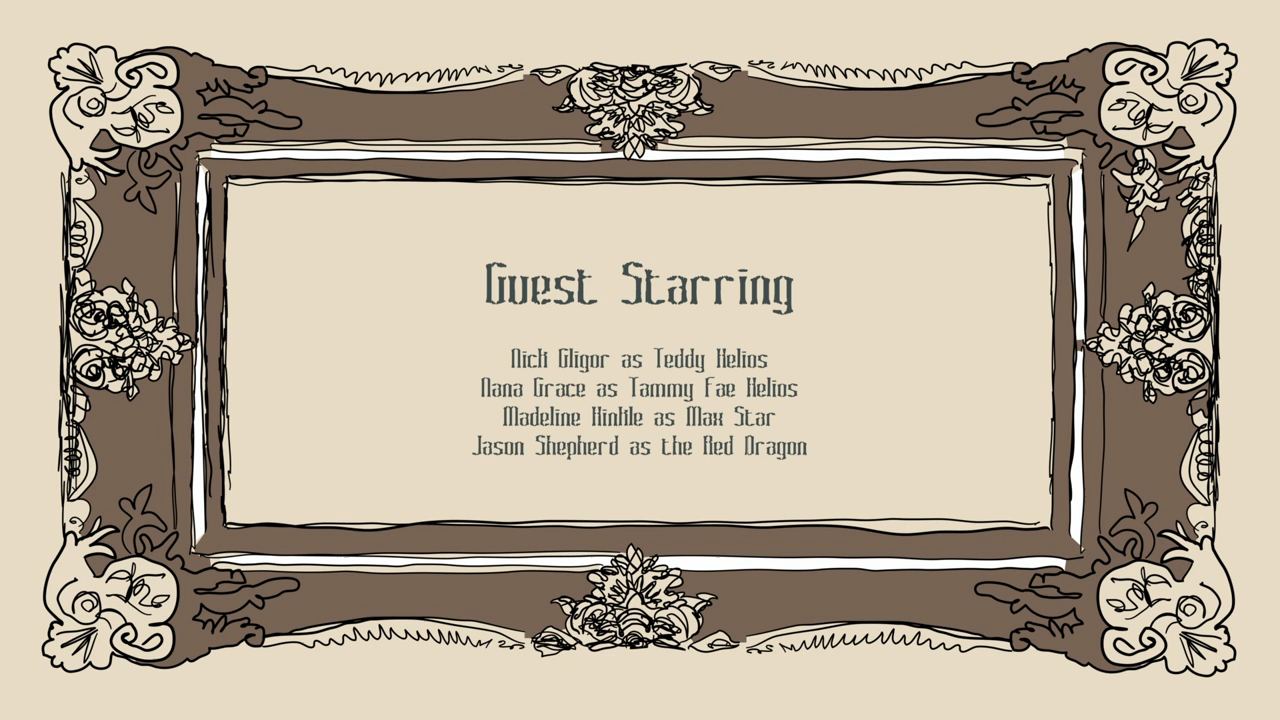 Guest Starring
Nick Gligor as Teddy Helios
Nana Grace as Tammy Fae Helios
Madeline Hinkle as Max Star
Jason Shepherd as the Red Dragon